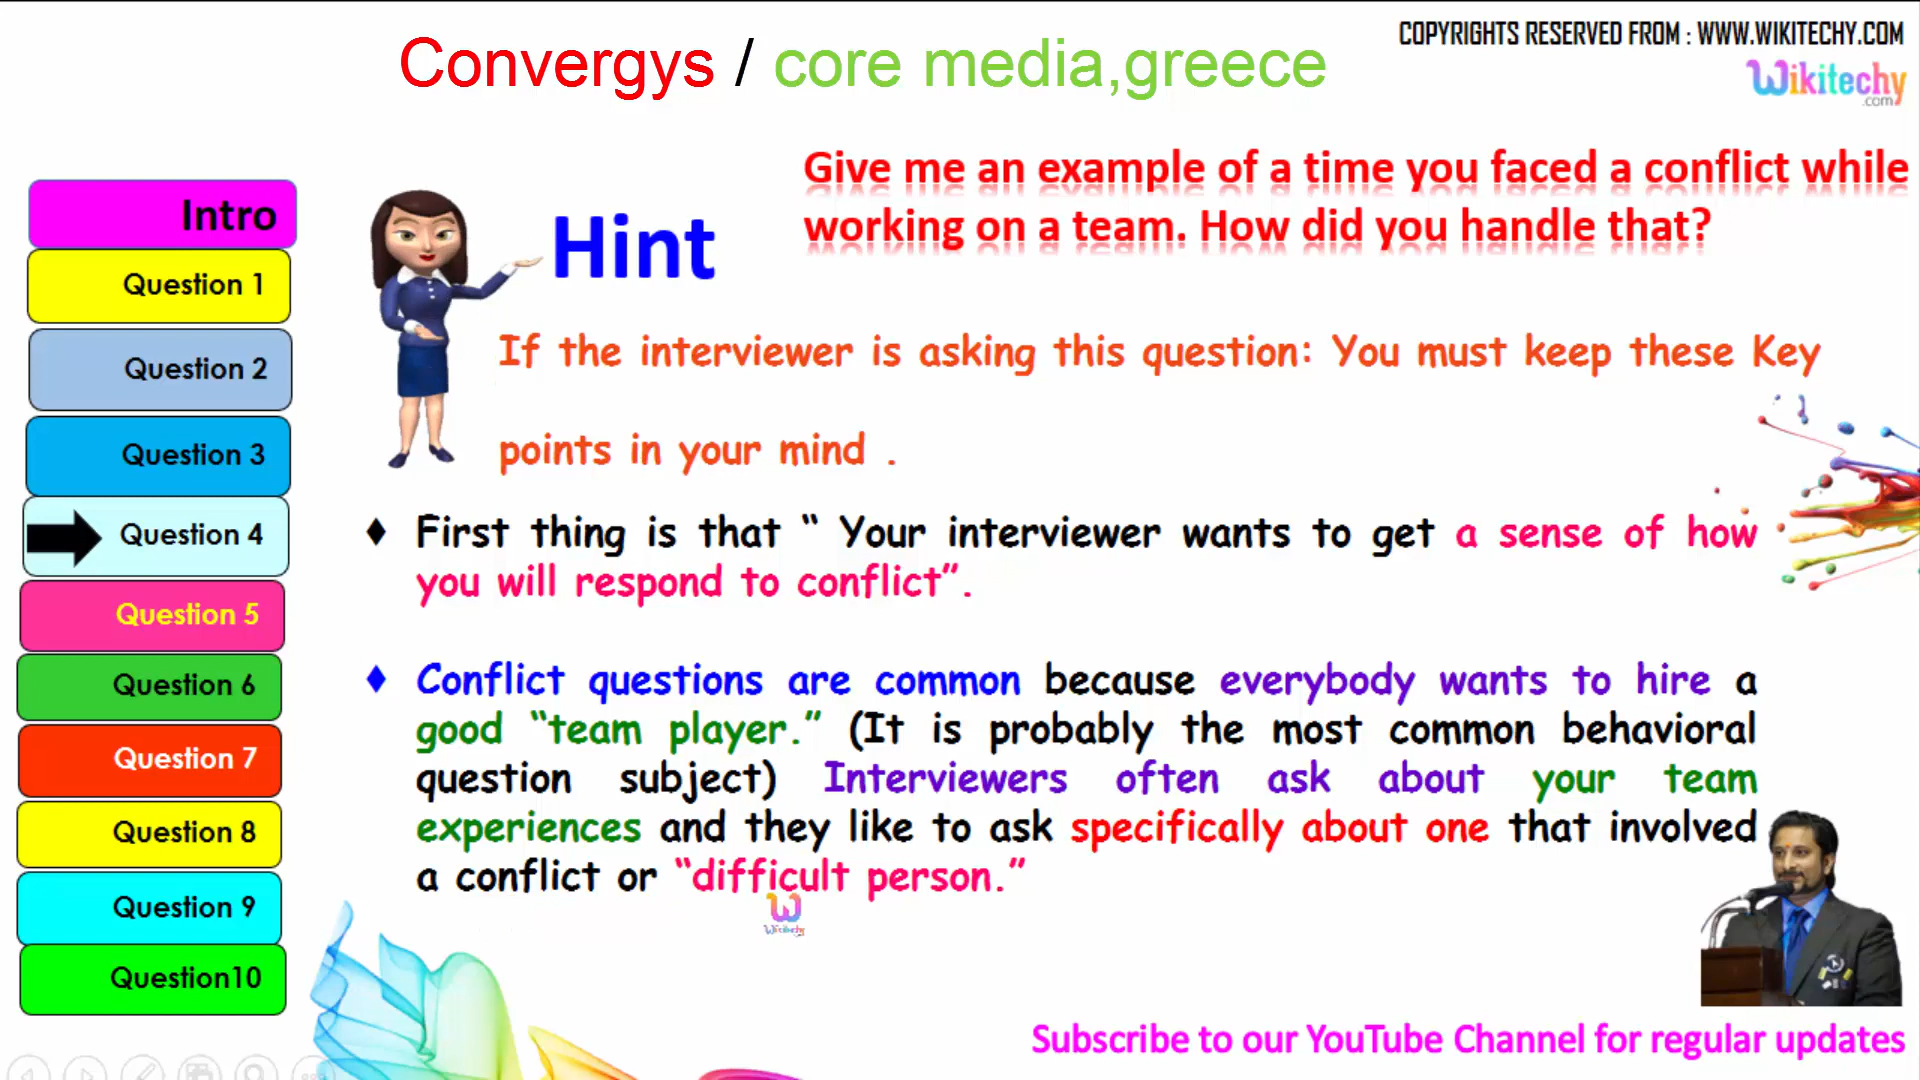 COPYRIGHTS RESERVED FROM : WWW.WIKITECHY.COM
Convergys / core media,greece
Wikitechy
.com
Give me an example of a time you faced a conflict while
working on a team. How did you handle that?
Hint
Intro
Question 1
Question 2
Question 3
Question 4
Question 5
Question 6
Question 7
Question 8
Question 9
Question10
If the interviewer is asking this question: You must keep these Key
points in your mind .
♦ First thing is that “ Your interviewer wants to get a sense of how
you will respond to conflict”.
♦ Conflict questions are common because everybody wants to hire a
good “team player.” (It is probably the most common behavioral
question subject) Interviewers often ask about your team
experiences and they like to ask specifically about one that involved
a conflict or “difficult person.”
Wikitechy
Subscribe to our YouTube Channel for regular updates